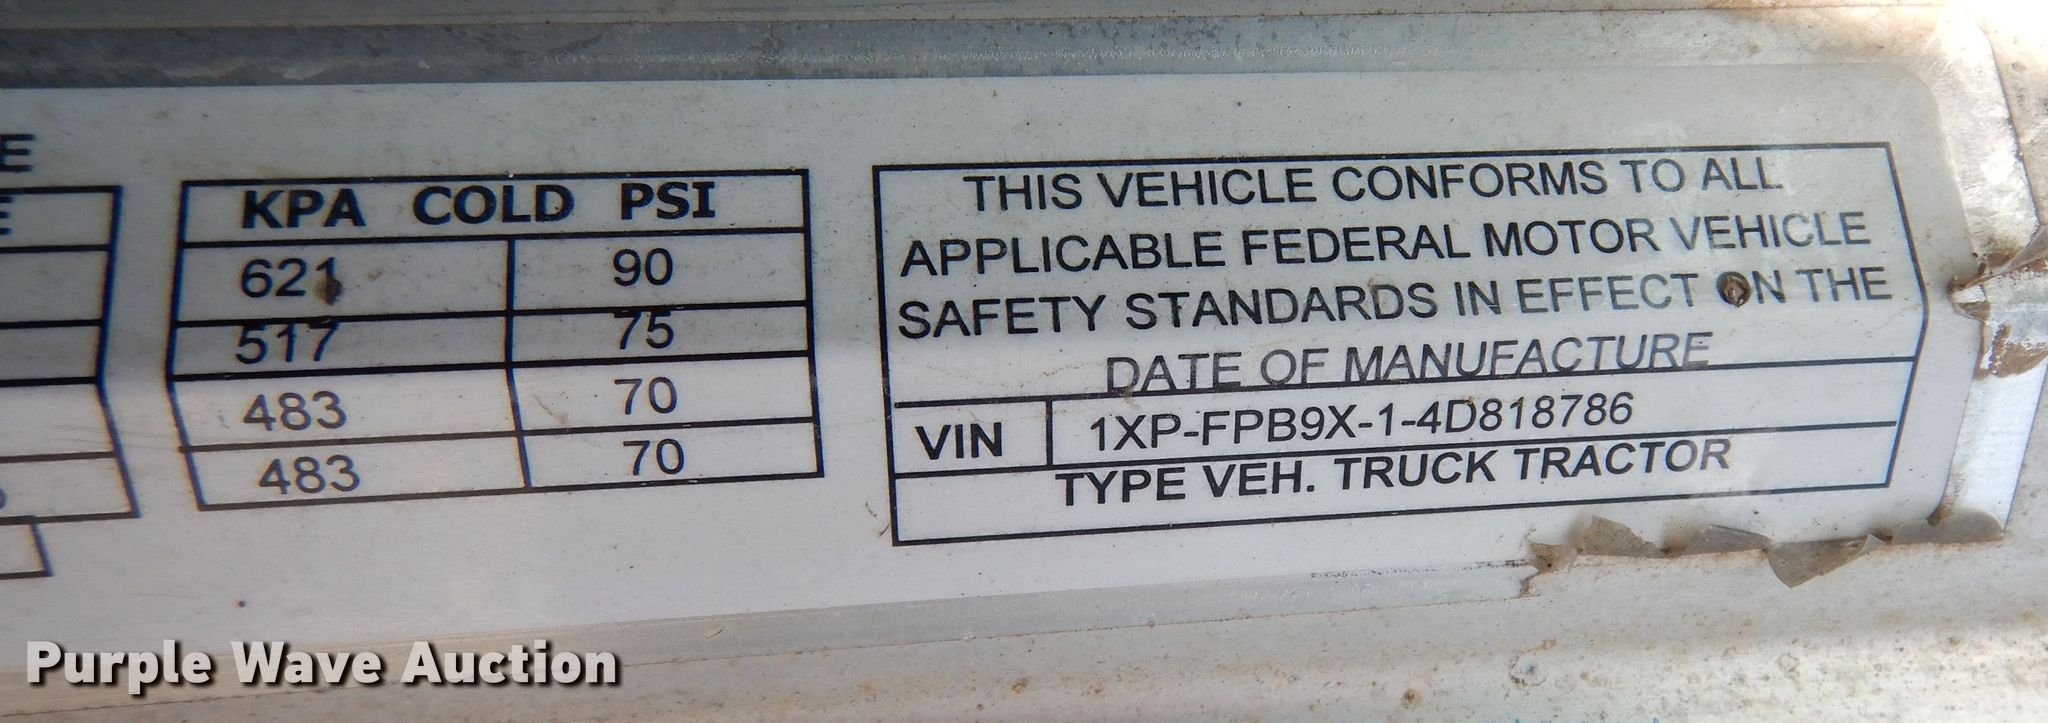 E
E
KPA COLD PSI
621 90
517 75
483 70
483 70
THIS VEHICLE CONFORMS TO ALL
APPLICABLE FEDERAL MOTOR VEHICLE
SAFETY STANDARDS IN EFFECT ON THE
DATE OF MANUFACTURE
VIN 1XP-FPB9X-1-4D818786
TYPE VEH. TRUCK TRACTOR
Purple Wave Auction